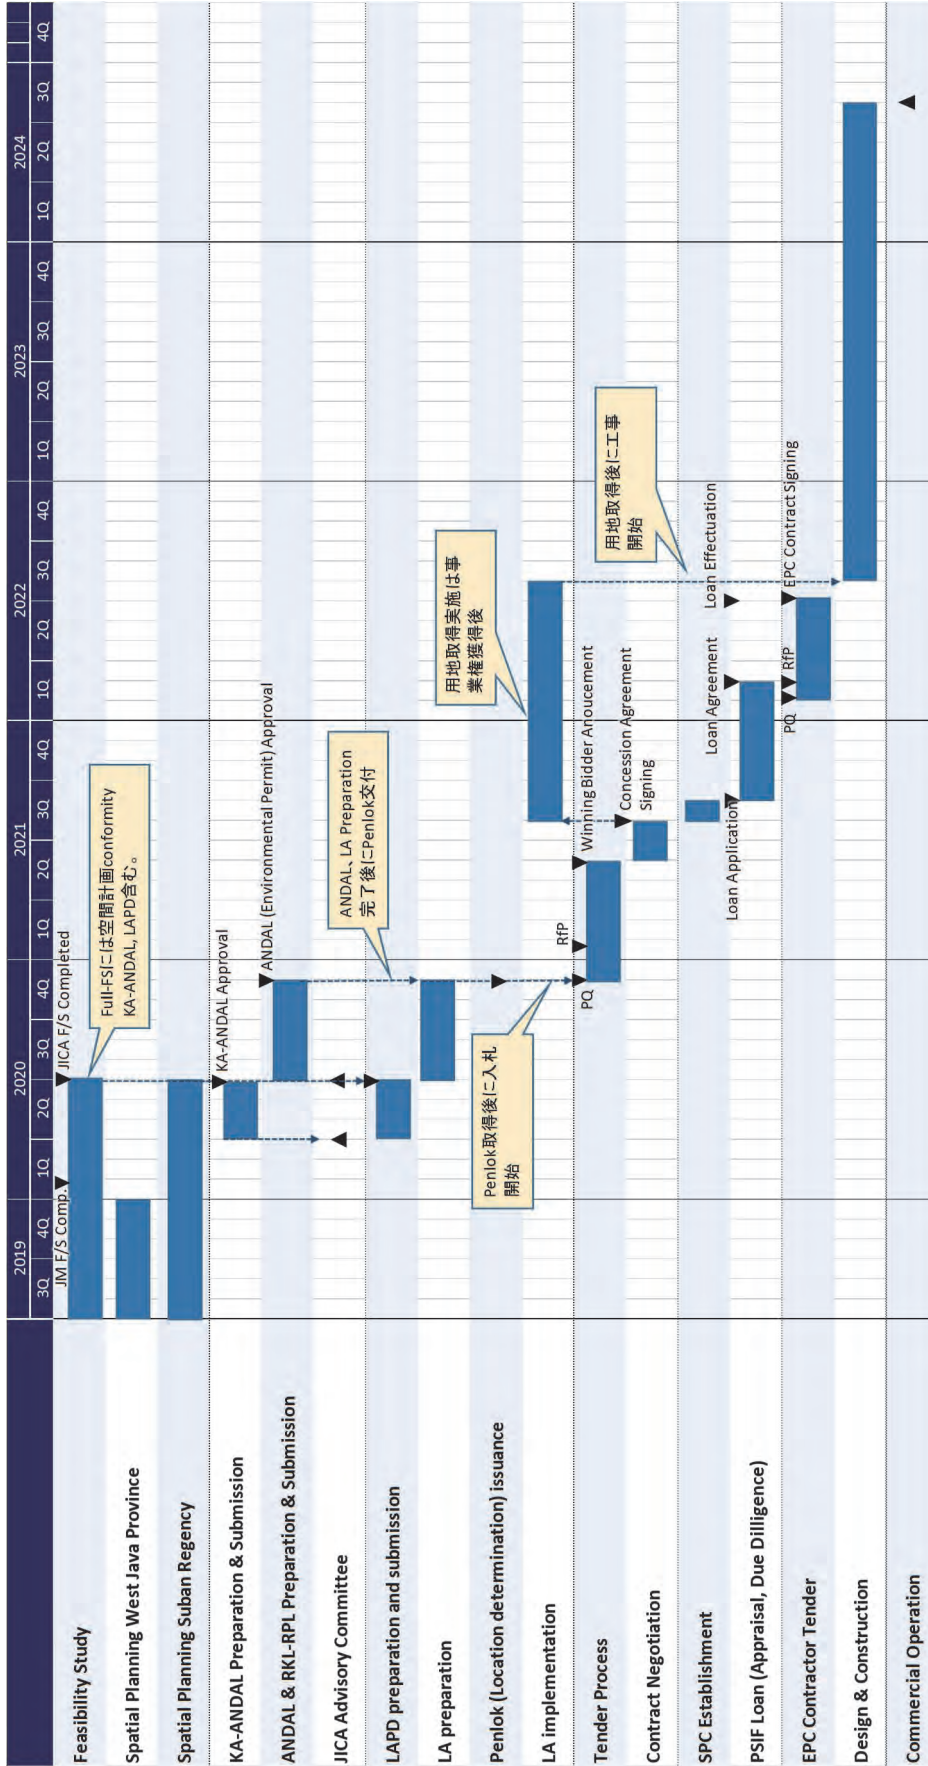 2019
2020
2021
2022
2023
2024
3Q
4Q
1Q
2Q
3Q
4Q
1Q
2Q
3Q
4Q
1Q
2Q
3Q
4Q
1Q
2Q
3Q
4Q
1Q
2Q
3Q
4Q
Feasibility Study
JM F/S Comp.
JICA F/S Completed
Full-FSには空間計画conformity
KA-ANDAL, LAPD含む。
Spatial Planning West Java Province
Spatial Planning Suban Regency
KA-ANDAL Preparation & Submission
KA-ANDAL Approval
ANDAL & RKL-RPL Preparation & Submission
ANDAL (Environmental Permit) Approval
JICA Advisory Committee
ANDAL、LA Preparation
完了後にPenlok交付
LAPD preparation and submission
LA preparation
Penlok (Location determination) issuance
Penlok取得後に入札
開始
用地取得実施は事
業権獲得後
LA implementation
Tender Process
PQ
RfP
Winning Bidder Anoucement
用地取得後に工事
開始
Contract Negotiation
Concession Agreement
Signing
SPC Establishment
PSIF Loan (Appraisal, Due Dilligence)
Loan Application
Loan Agreement
Loan Effectuation
EPC Contractor Tender
PQ
RfP
EPC Contract Signing
Design & Construction
Commercial Operation